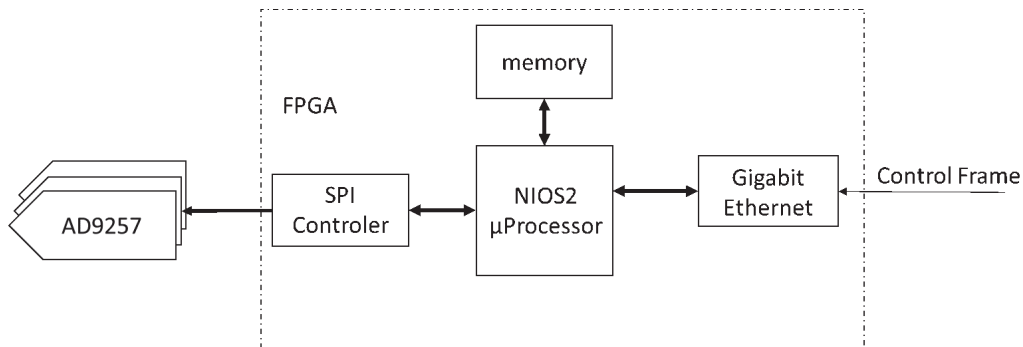 memory
FPGA
SPI
Controler
NIOS2
µProcessor
Gigabit
Ethernet
Control Frame
AD9257